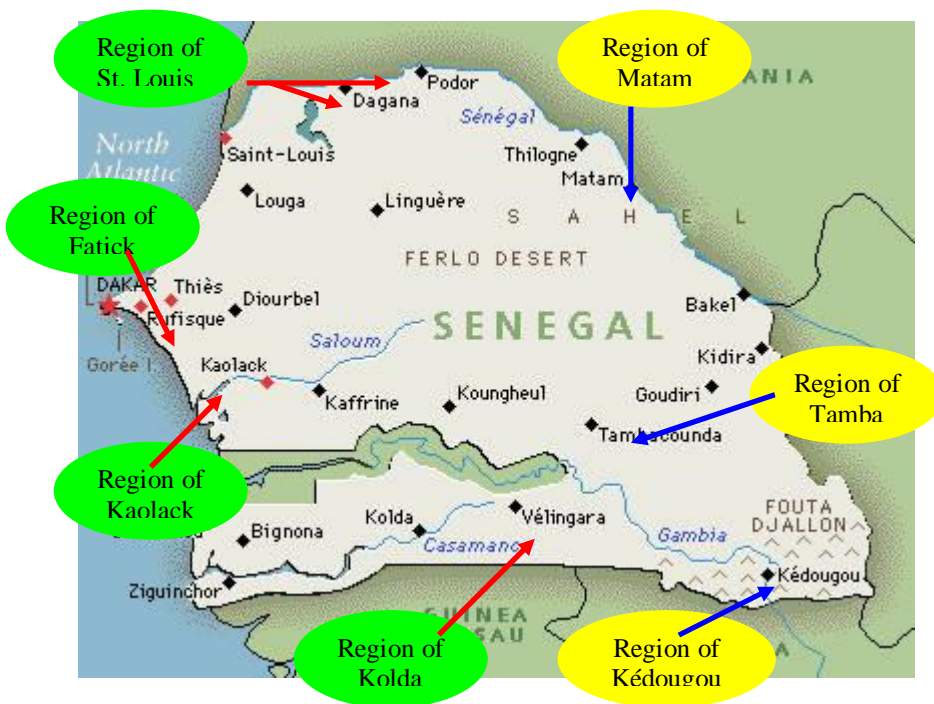 Region of
St. Louis
Region of
Matam
ANIA
Podor
Dagana
Sénégal
North
Atlantic
Saint-Louis
Thilogne
Matam
Louga
Linguère
Region of
Fatick
S A H E L
FERLO DESERT
DAKAR
Thiès
Rufisque
Diourbel
Bakel
SENEGAL
Saloum
Gorée I.
Kaolack
Kidira
Kaffrine
Koungheul
Goudiri
Region of
Tamba
Tambacounda
Region of
Kaolack
Bignona
Kolda
Vélingara
Casamanc
Gambia
FOUTA
DJALLON
Ziguinchor
Kédougou
UINEA
SAU
Region of
Kolda
Region of
Kédougou
A